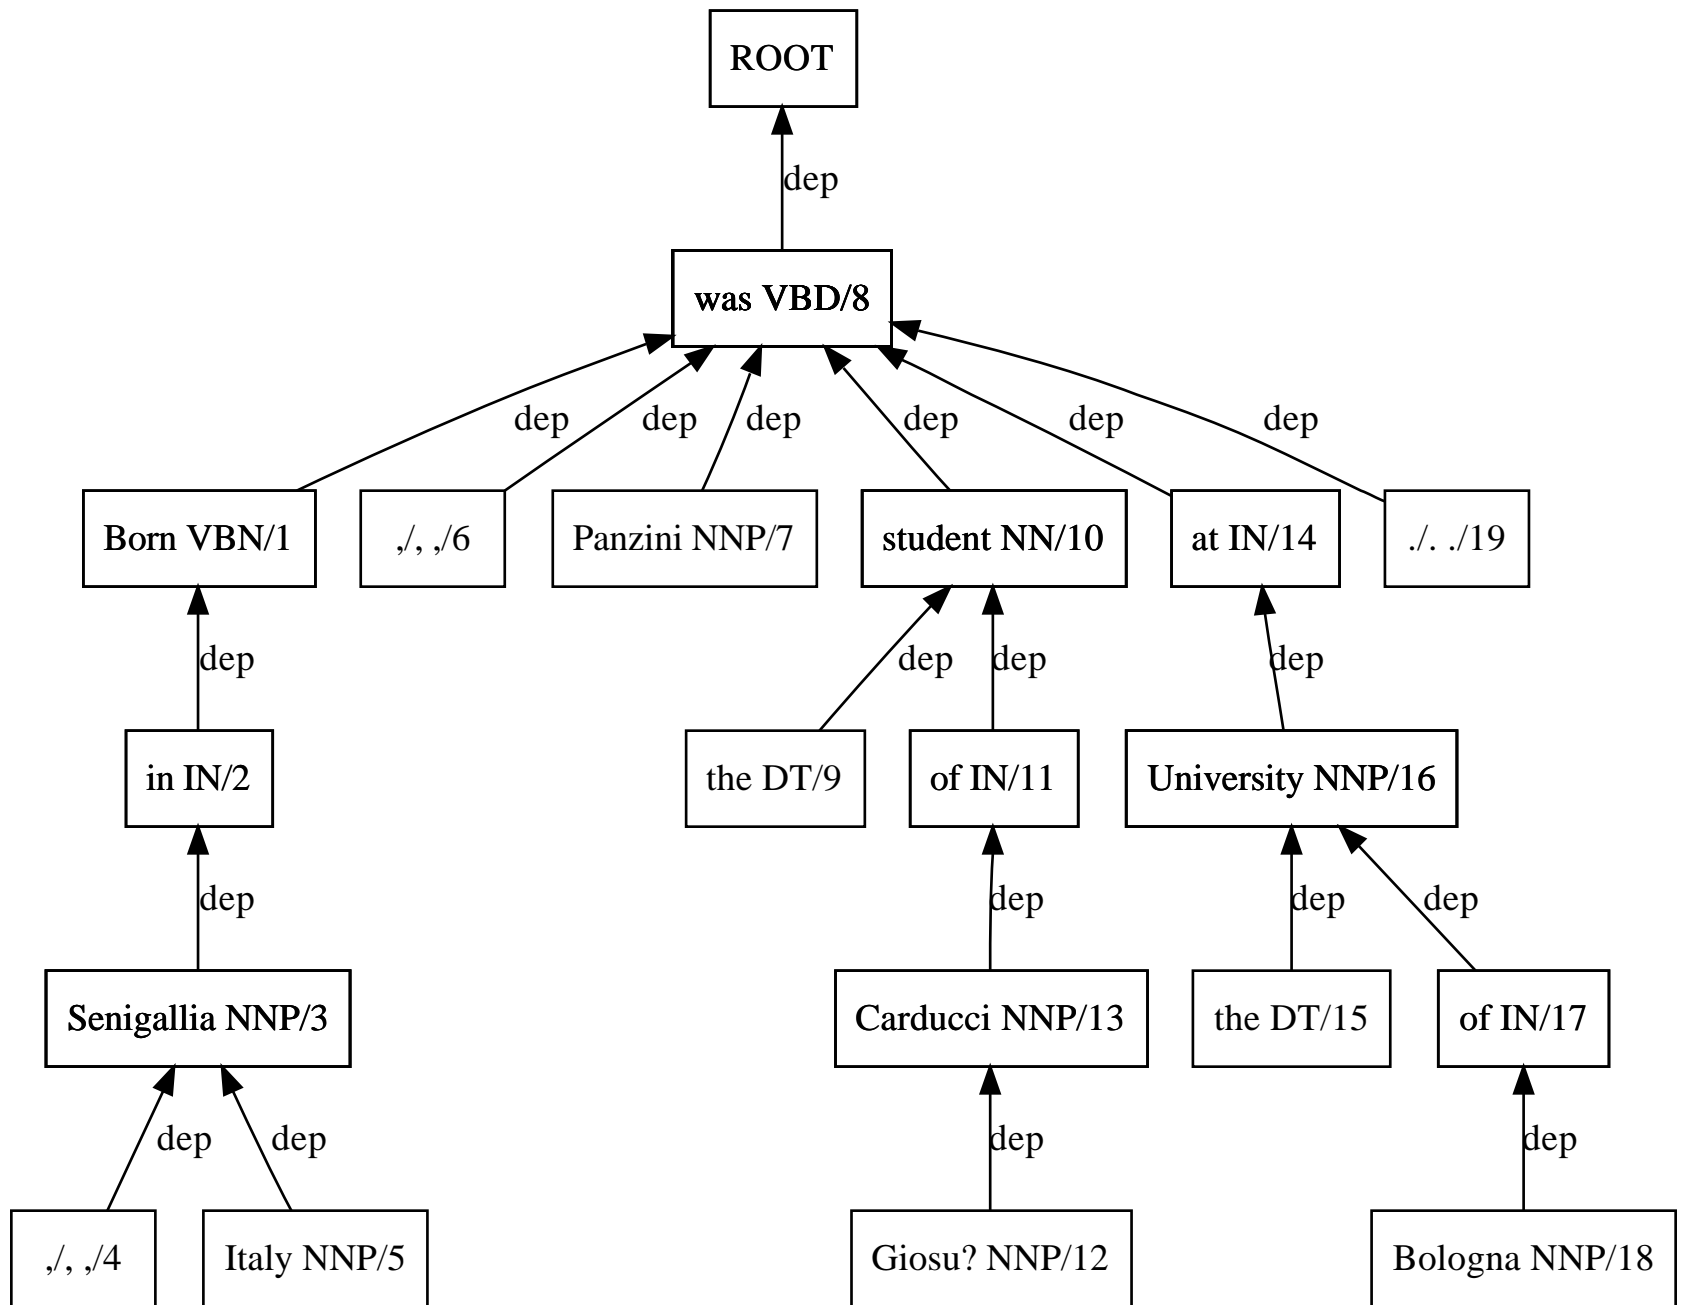 ROOT
dep
was VBD/8
dep dep dep dep dep dep
Born VBN/1 ,/, ,/6 Panzini NNP/7 student NN/10 at IN/14 ./. ./19
dep dep dep dep
in IN/2 the DT/9 of IN/11 University NNP/16
dep dep dep dep
Senigallia NNP/3 Carducci NNP/13 the DT/15 of IN/17
dep dep dep dep
,/, ,/4 Italy NNP/5 Giosu? NNP/12 Bologna NNP/18